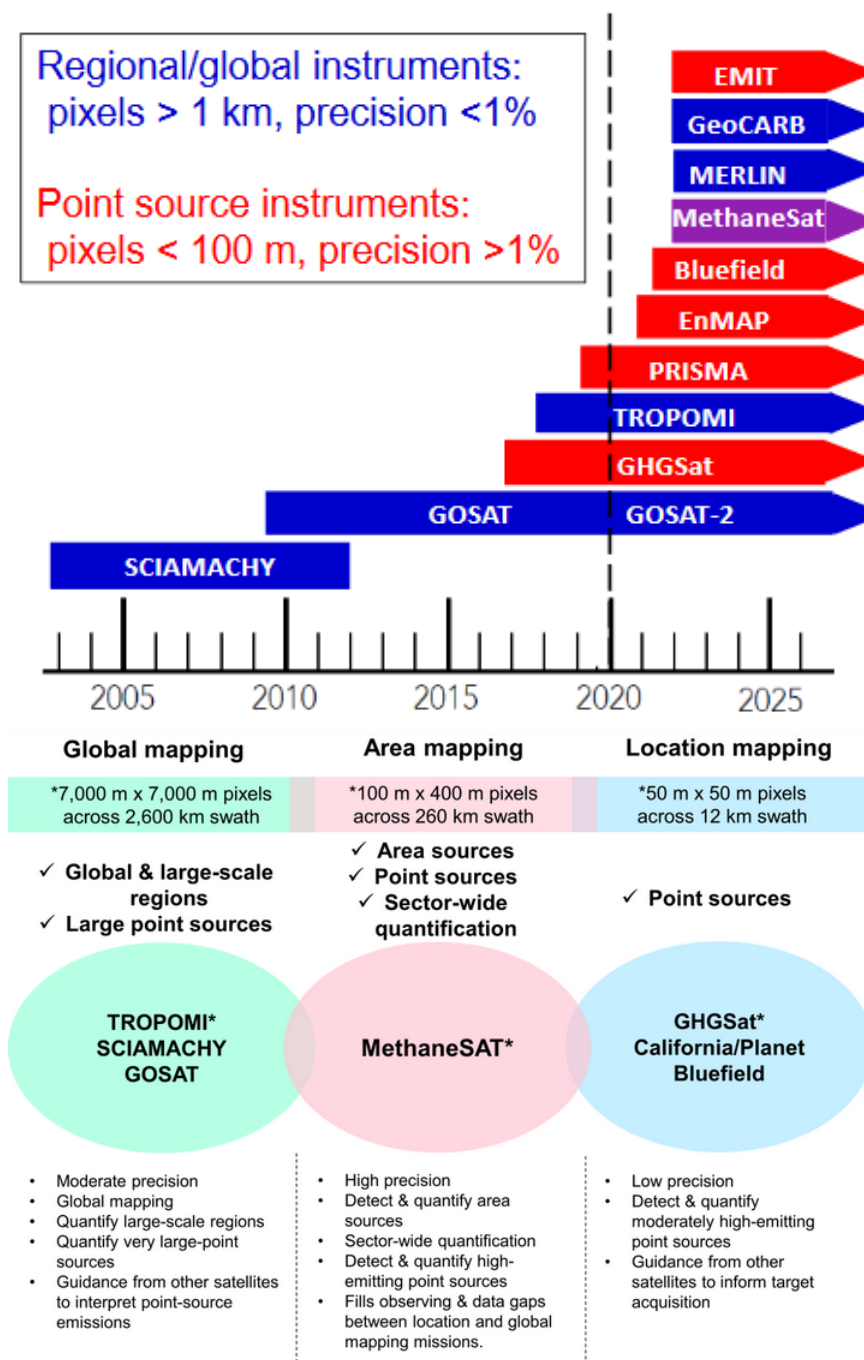 Regional/global instruments:
pixels > 1 km, precision <1%
Point source instruments:
pixels < 100 m, precision >1%
EMIT
GeoCARB
MERLIN
MethaneSat
Bluefield
EnMAP
PRISMA
TROPOMI
GHGSat
GOSAT GOSAT-2
SCIAMACHY
2005 2010 2015 2020 2025
Global mapping
*7,000 m x 7,000 m pixels
across 2,600 km swath
✓ Global & large-scale
regions
✓ Large point sources
TROPOMI*
SCIAMACHY
GOSAT
• Moderate precision
• Global mapping
• Quantify large-scale regions
• Quantify very large-point
sources
• Guidance from other satellites
to interpret point-source
emissions
Area mapping
*100 m x 400 m pixels
across 260 km swath
✓ Area sources
✓ Point sources
✓ Sector-wide
quantification
MethaneSAT*
• High precision
• Detect & quantify area
sources
• Sector-wide quantification
• Detect & quantify high-
emitting point sources
• Fills observing & data gaps
between location and global
mapping missions.
Location mapping
*50 m x 50 m pixels
across 12 km swath
✓ Point sources
GHGSat*
California/Planet
Bluefield
• Low precision
• Detect & quantify
moderately high-emitting
point sources
• Guidance from other
satellites to inform target
acquisition